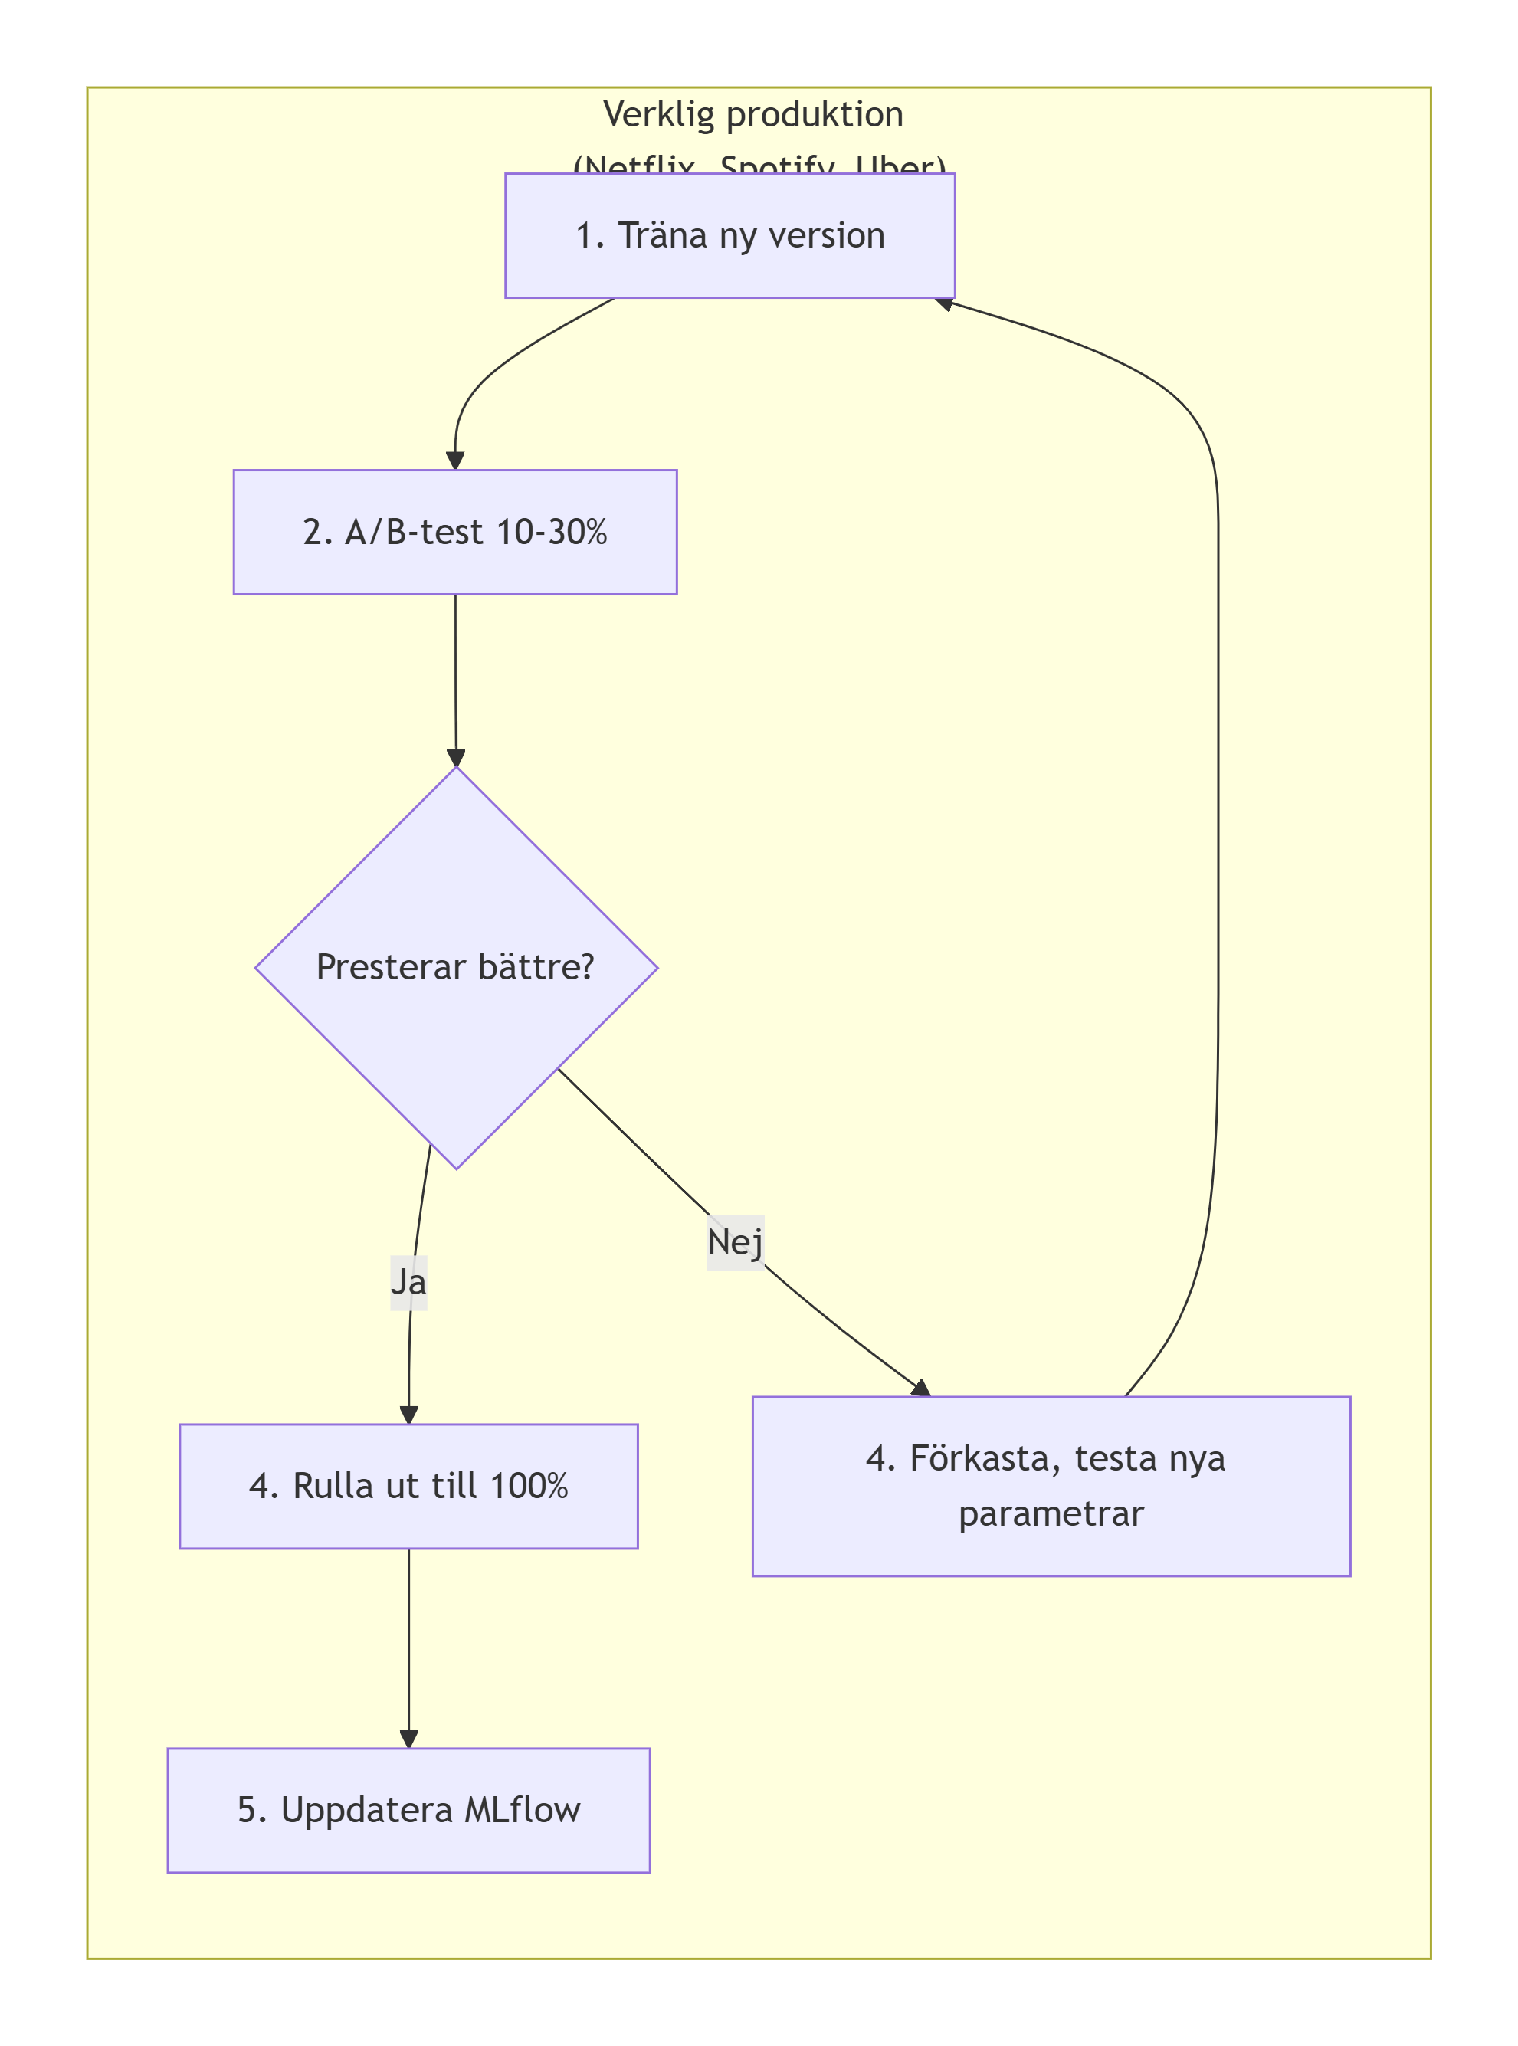 Verklig produktion
(Netflix, Spotify, Uber)
1. Träna ny version
2. A/B-test 10-30%
Presterar bättre?
Nej
Ja
4. Rulla ut till 100%
4. Förkasta, testa nya
parametrar
5. Uppdatera MLflow